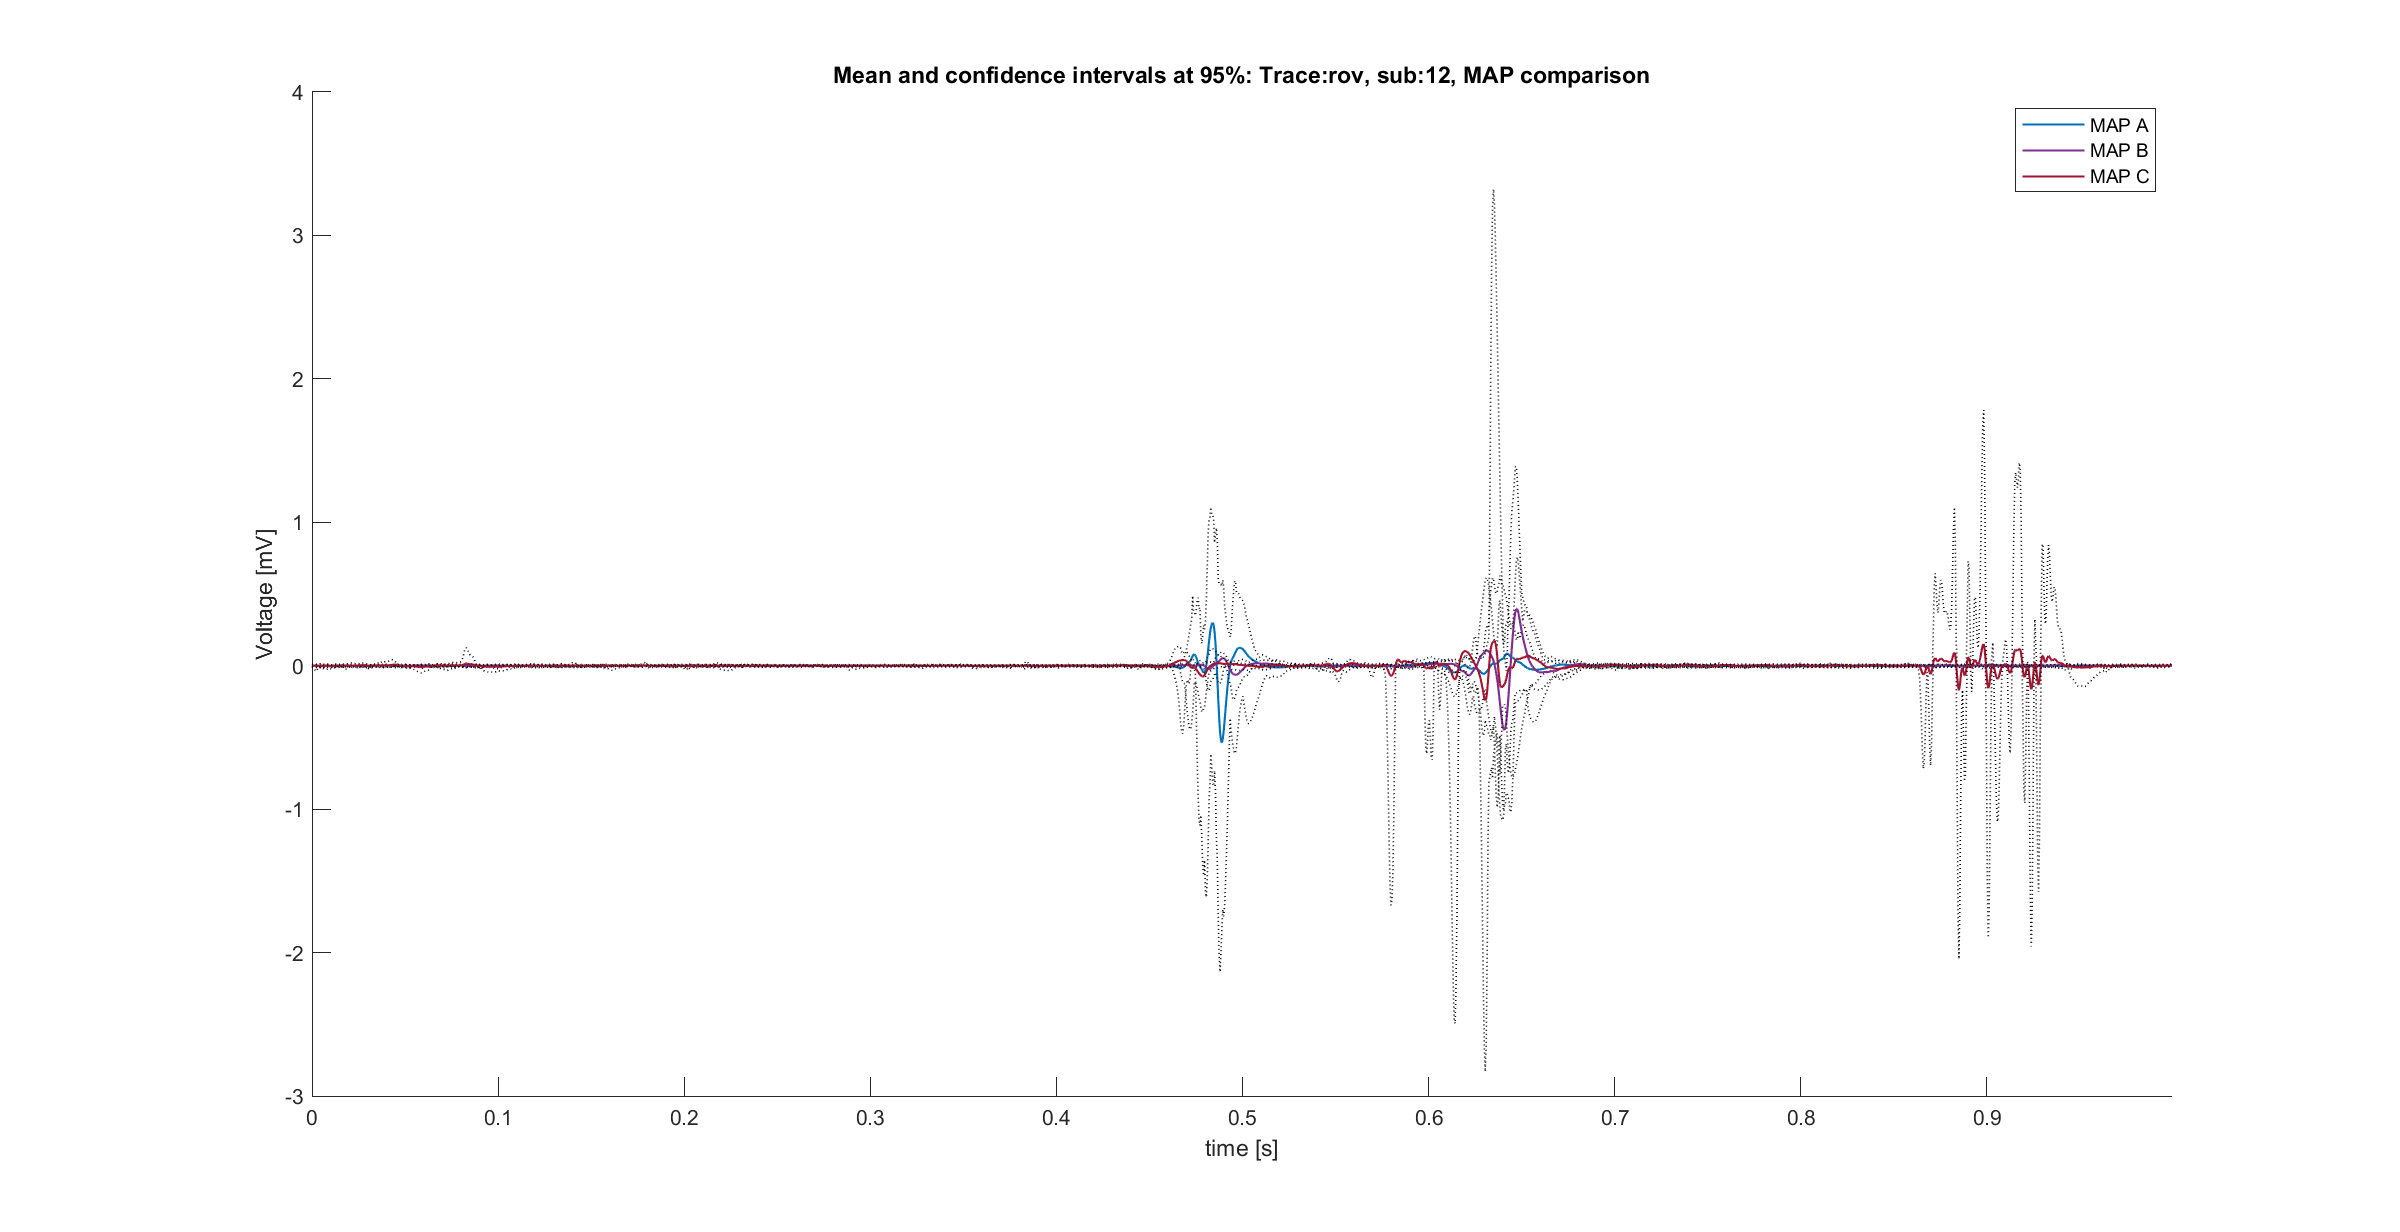 Mean and confidence intervals at 95%: Trace:rov, sub:12, MAP comparison
4
3
2
1
0
-1
-2
-3
Voltage [mV]
MAP A
MAP B
MAP C
0 0.1 0.2 0.3 0.4 0.5 0.6 0.7 0.8 0.9
time [s]